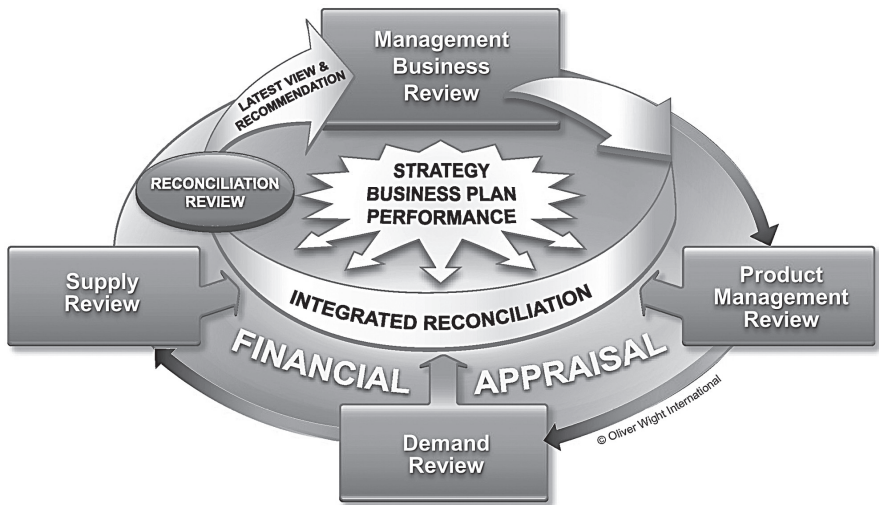 Management
Business
Review
LATEST VIEW &
RECOMMENDATION
RECONCILIATION
REVIEW
STRATEGY
BUSINESS PLAN
PERFORMANCE
Supply
Review
Product
Management
Review
INTEGRATED RECONCILIATION
FINANCIAL APPRAISAL
Demand
Review
© Oliver Wight International